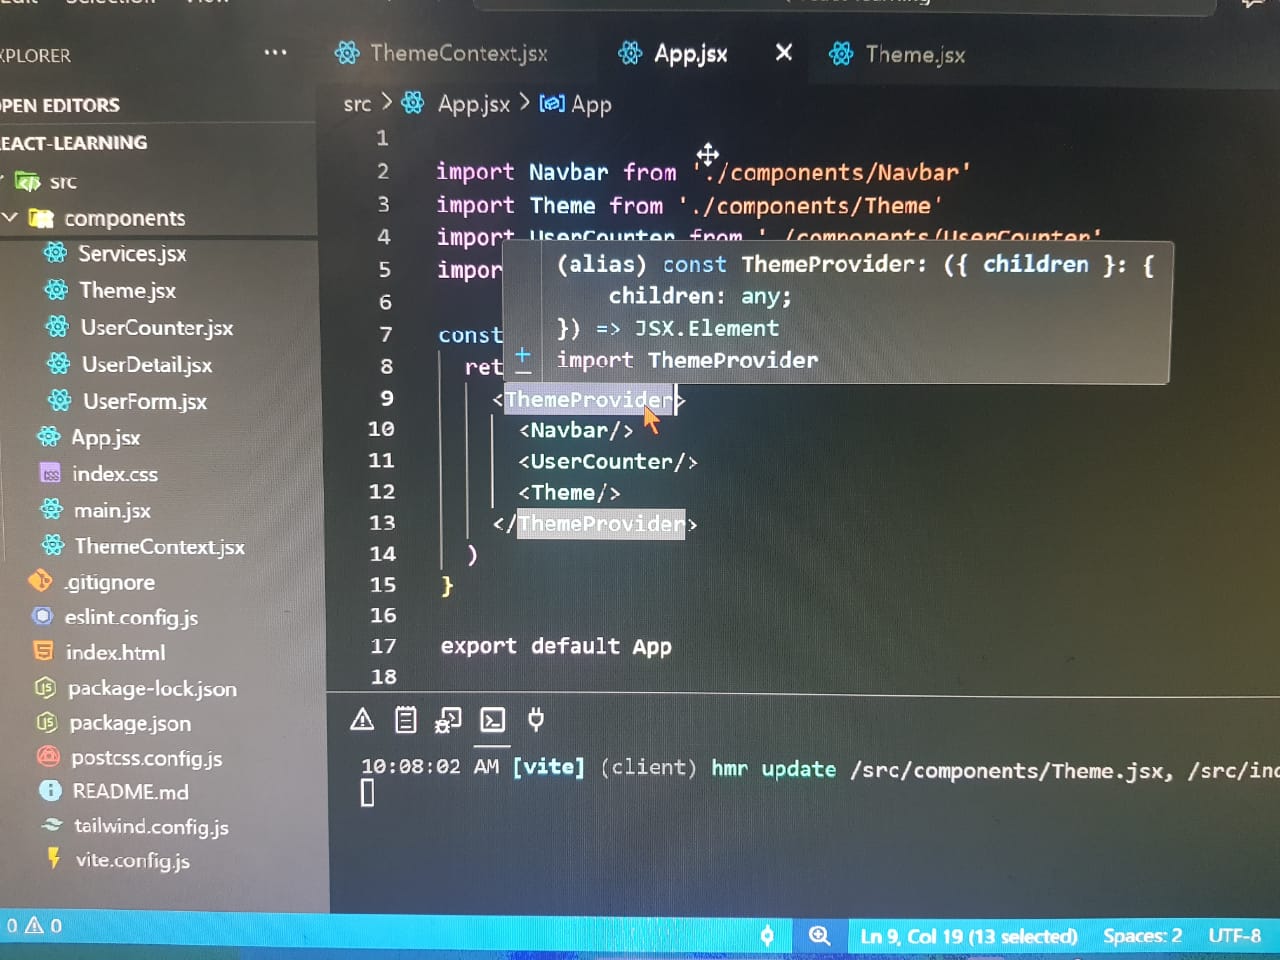 Selection
XPLORER
...
ThemeContext.jsx
App.jsx
Theme.jsx
PEN EDITORS
EACT-LEARNING
src
components
Services.jsx
Theme.jsx
UserCounter.jsx
UserDetail.jsx
UserForm.jsx
App.jsx
index.css
main.jsx
ThemeContext.jsx
.gitignore
eslint.config.js
index.html
package-lock.json
package.json
postcss.config.js
README.md
tailwind.config.js
vite.config.js
src > App.jsx > App
1
2 import Navbar from './components/Navbar'
3 import Theme from './components/Theme'
4 import UserCounter from './components/UserCounter'
5 impor
6
7 const
8 ret
(alias) const ThemeProvider: ({ children }: {
children: any;
}) => JSX.Element
import ThemeProvider
9 <ThemeProvider>
10 <Navbar/>
11 <UserCounter/>
12 <Theme/>
13 </ThemeProvider>
14 )
15 }
16
17 export default App
18
10:08:02 AM [vite] (client) hmr update /src/components/Theme.jsx, /src/ind
0 0
Ln 9, Col 19 (13 selected) Spaces: 2 UTF-8